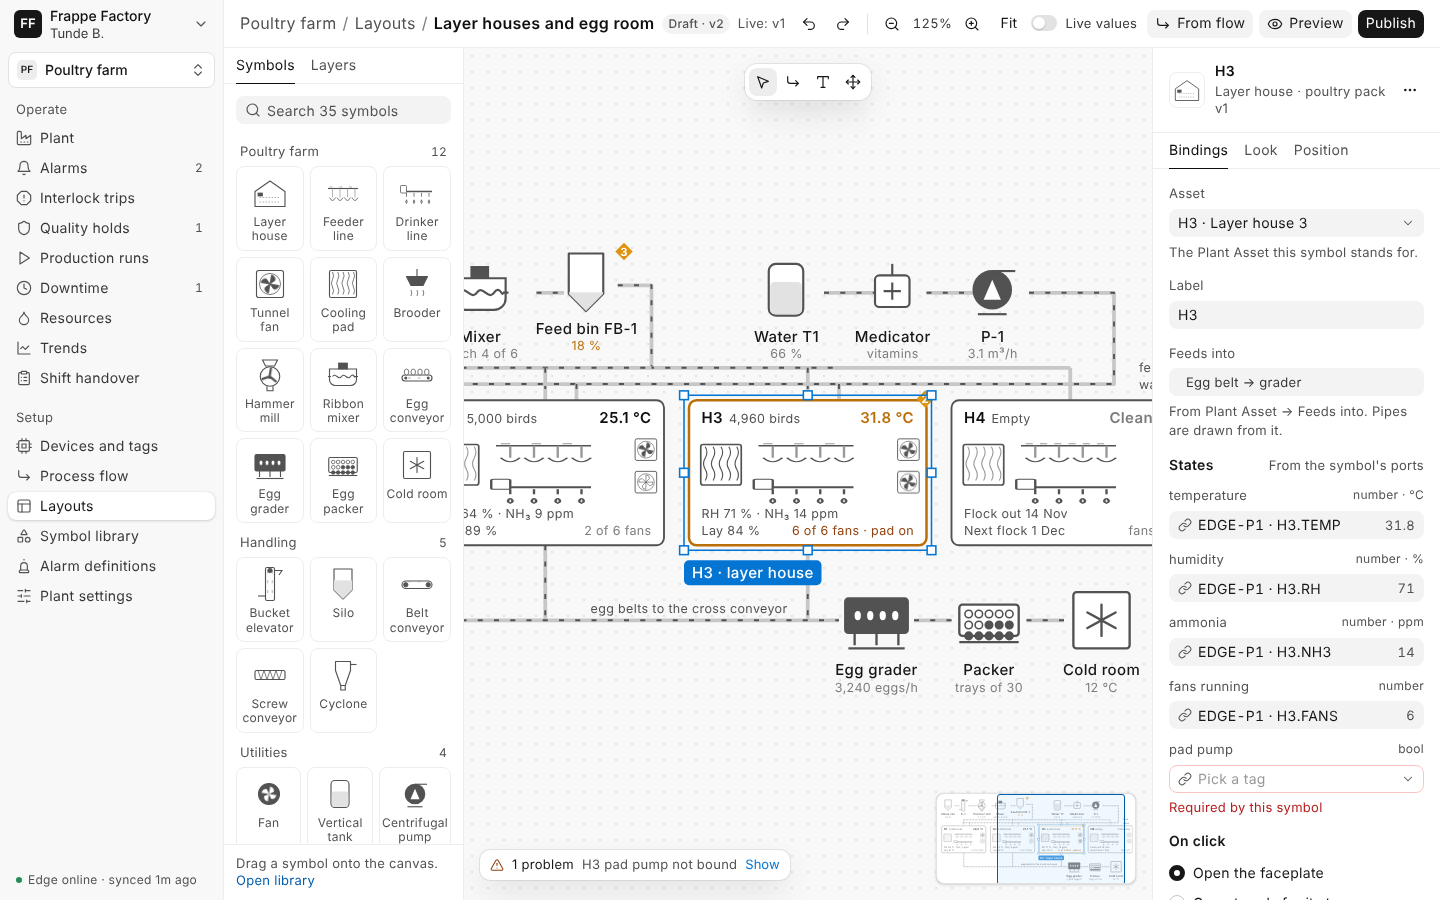 FF
Frappe Factory
Tunde B.
PF Poultry farm
Operate
Plant
Alarms 2
Interlock trips
Quality holds 1
Production runs
Downtime 1
Resources
Trends
Shift handover
Setup
Devices and tags
Process flow
Layouts
Symbol library
Alarm definitions
Plant settings
Edge online · synced 1m ago
Poultry farm / Layouts / Layer houses and egg room Draft · v2 Live: v1 125% Fit Live values From flow Preview Publish
Symbols Layers
Search 35 symbols
Poultry farm 12
Layer house
Feeder line
Drinker line
Tunnel fan
Cooling pad
Brooder
Hammer mill
Ribbon mixer
Egg conveyor
Egg grader
Egg packer
Cold room
Handling 5
Bucket elevator
Silo
Belt conveyor
Screw conveyor
Cyclone
Utilities 4
Fan
Vertical tank
Centrifugal pump
Drag a symbol onto the canvas.
Open library
Mixer
ch 4 of 6
3
Feed bin FB-1
18 %
Water T1
66 %
Medicator
vitamins
P-1
3.1 m³/h
fe
wa
5,000 birds 25.1 °C
64 % · NH₃ 9 ppm
89 % 2 of 6 fans
H3 4,960 birds 31.8 °C
RH 71 % · NH₃ 14 ppm
Lay 84 % 6 of 6 fans · pad on
H4 Empty Clean
Flock out 14 Nov
Next flock 1 Dec fans
H3 · layer house
egg belts to the cross conveyor
Egg grader
3,240 eggs/h
Packer
trays of 30
Cold room
12 °C
1 problem H3 pad pump not bound Show
H3
Layer house · poultry pack
v1
Bindings Look Position
Asset
H3 · Layer house 3
The Plant Asset this symbol stands for.
Label
H3
Feeds into
Egg belt → grader
From Plant Asset → Feeds into. Pipes
are drawn from it.
States From the symbol's ports
temperature number · °C
EDGE-P1 · H3.TEMP 31.8
humidity number · %
EDGE-P1 · H3.RH 71
ammonia number · ppm
EDGE-P1 · H3.NH3 14
fans running number
EDGE-P1 · H3.FANS 6
pad pump bool
Pick a tag
Required by this symbol
On click
Open the faceplate